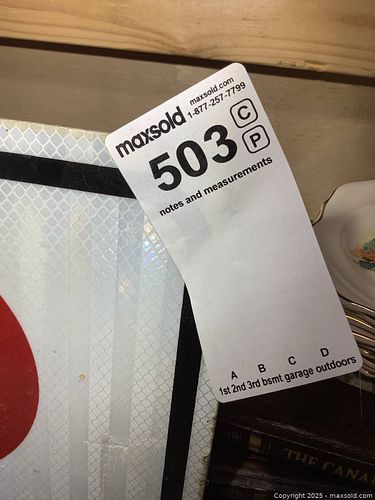 maxsold
maxsold.com
1-877-257-7799
503
C
P
notes and measurements
A B C D
1st 2nd 3rd bsmt garage outdoors
THE CANA
Copyright 2025 - maxsold.com